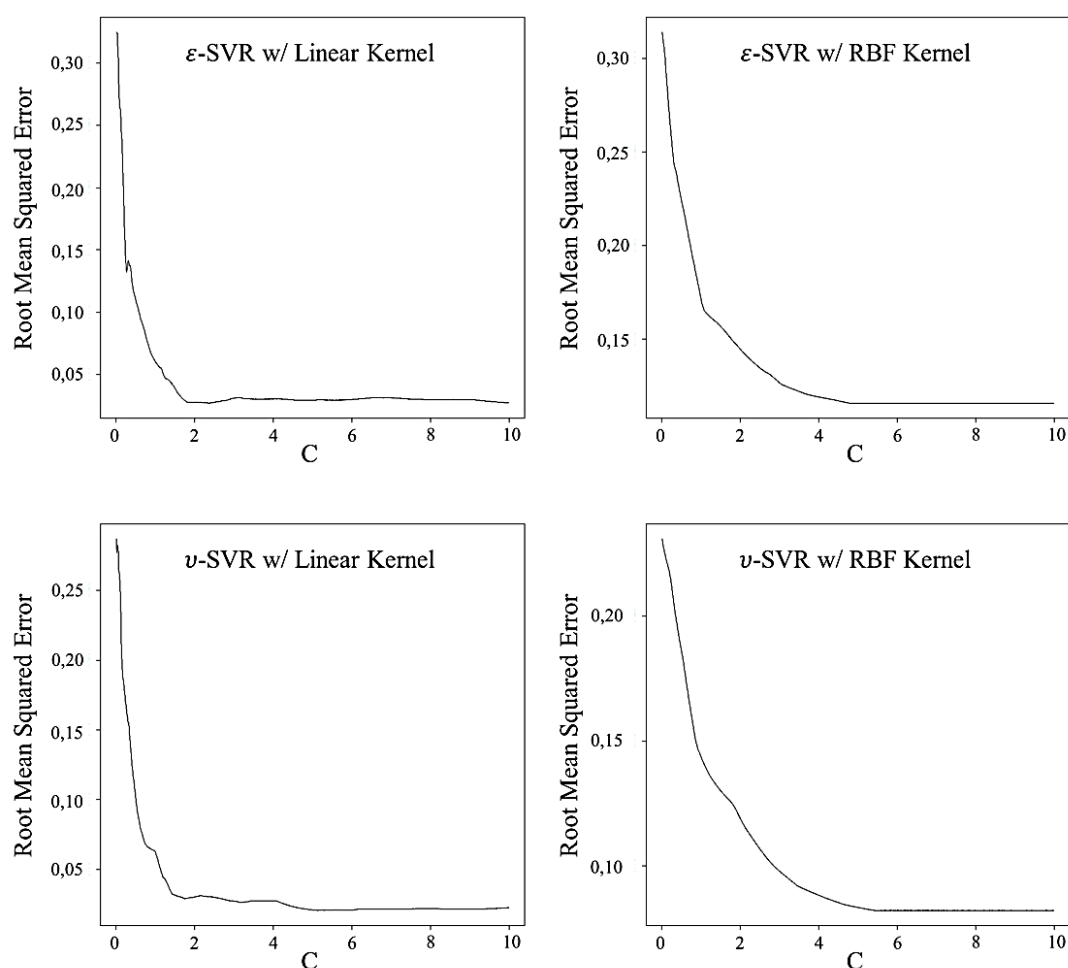 ε-SVR w/ Linear Kernel
Root Mean Squared Error
0,30
0,25
0,20
0,15
0,10
0,05
0 2 4 6 8 10
C
ε-SVR w/ RBF Kernel
Root Mean Squared Error
0,30
0,25
0,20
0,15
0 2 4 6 8 10
C
υ-SVR w/ Linear Kernel
Root Mean Squared Error
0,25
0,20
0,15
0,10
0,05
0 2 4 6 8 10
C
υ-SVR w/ RBF Kernel
Root Mean Squared Error
0,20
0,15
0,10
0 2 4 6 8 10
C